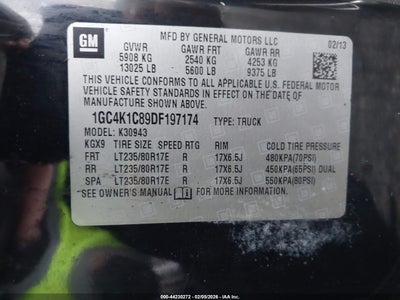 GM
MFD BY GENERAL MOTORS LLC
02/13
GVWR GAWR FRT GAWR RR
5908 KG 2540 KG 4253 KG
13025 LB 5600 LB 9375 LB
THIS VEHICLE CONFORMS TO ALL APPLICABLE U.S. FEDERAL MOTOR
VEHICLE SAFETY STANDARDS IN EFFECT ON THE DATE OF
MANUFACTURE SHOWN ABOVE.
1GC4K1C89DF197174 TYPE: TRUCK
MODEL: K30943
KGX9 TIRE SIZE SPEED RTG RIM COLD TIRE PRESSURE
FRT LT235/80R17E R 17X6.5J 480KPA(70PSI)
RR LT235/80R17E R 17X6.5J 450KPA(65PSI) DUAL
SPA LT235/80R17E R 17X6.5J 550KPA(80PSI)
SEE OWNER'S MANUAL FOR ADDITIONAL INFORMATION.
000-44230272 - 02/09/2026 - © 2026 IAA, Inc.